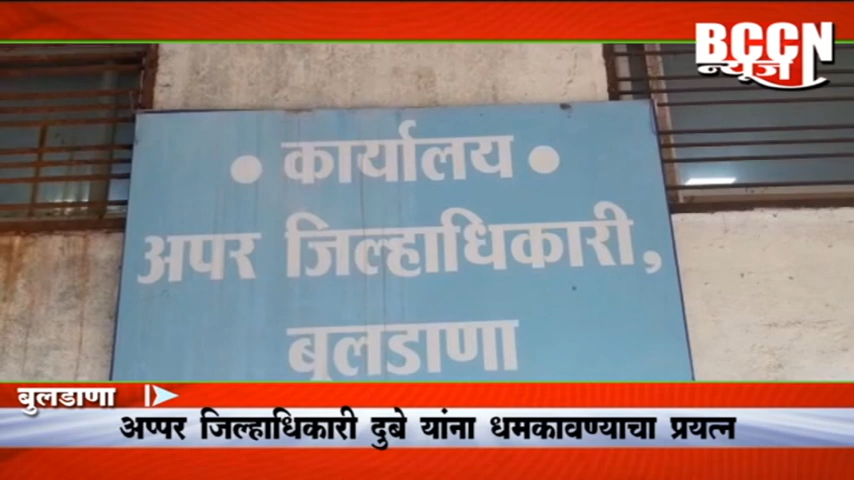 BCCN
न्यूज
• कार्यालय •
अपर जिल्हाधिकारी,
बुलडाणा
बुलडाणा
अप्पर जिल्हाधिकारी दुबे यांना धमकावण्याचा प्रयत्न